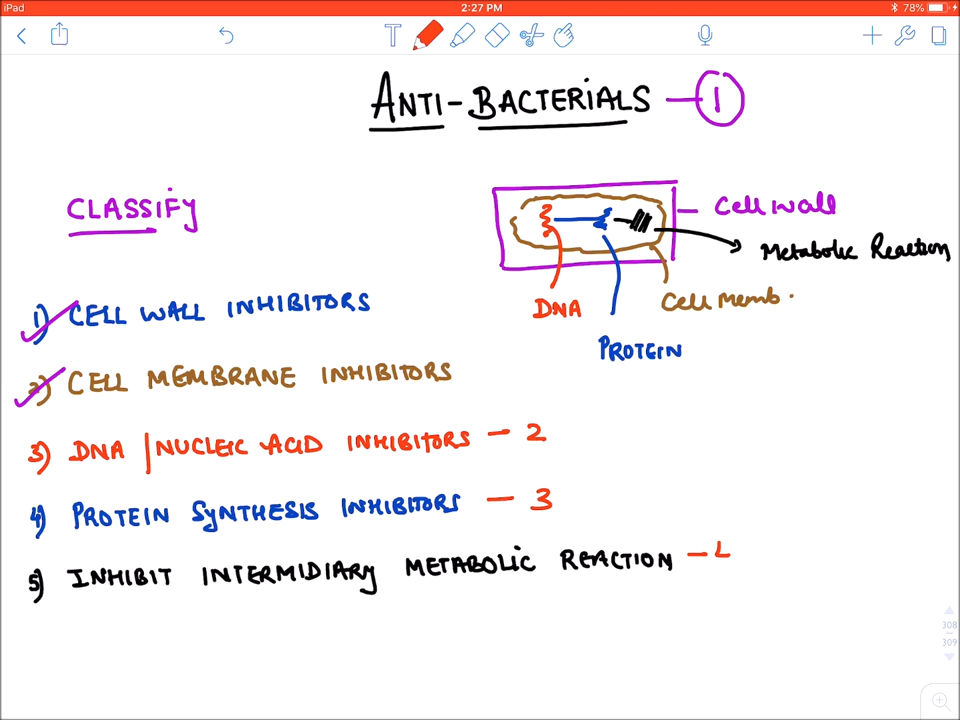 iPad 2:27 PM 78%
ANTI-BACTERIALS — 1
CLASSIFY
Cell wall
Metabolic Reaction
Cell Memb.
DNA
PROTEIN
1) CELL WALL INHIBITORS
2) CELL MEMBRANE INHIBITORS
3) DNA | NUCLEIC ACID INHIBITORS — 2
4) PROTEIN SYNTHESIS INHIBITORS — 3
5) INHIBIT INTERMIDIARY METABOLIC REACTION —
308
309